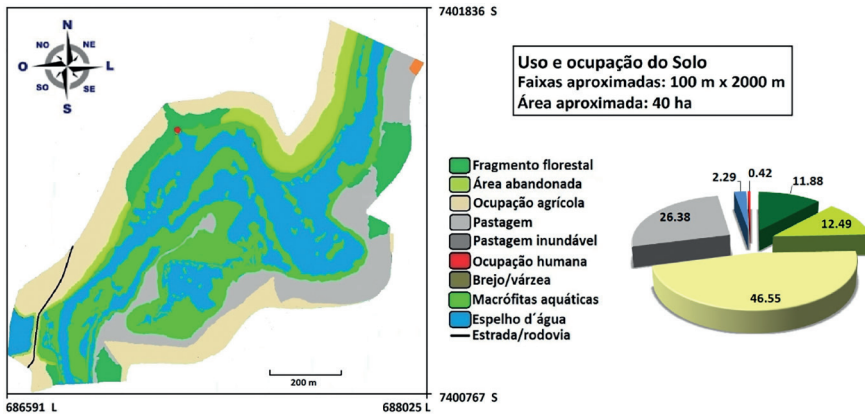 7401836 S
N
NO
NE
O
L
SO
SE
S
Uso e ocupação do Solo
Faixas aproximadas: 100 m x 2000 m
Área aproximada: 40 ha
Fragmento florestal
Área abandonada
Ocupação agrícola
Pastagem
Pastagem inundável
Ocupação humana
Brejo/várzea
Macrófitas aquáticas
Espelho d´água
Estrada/rodovia
2.29
0.42
11.88
26.38
12.49
46.55
200 m
7400767 S
686591 L
688025 L